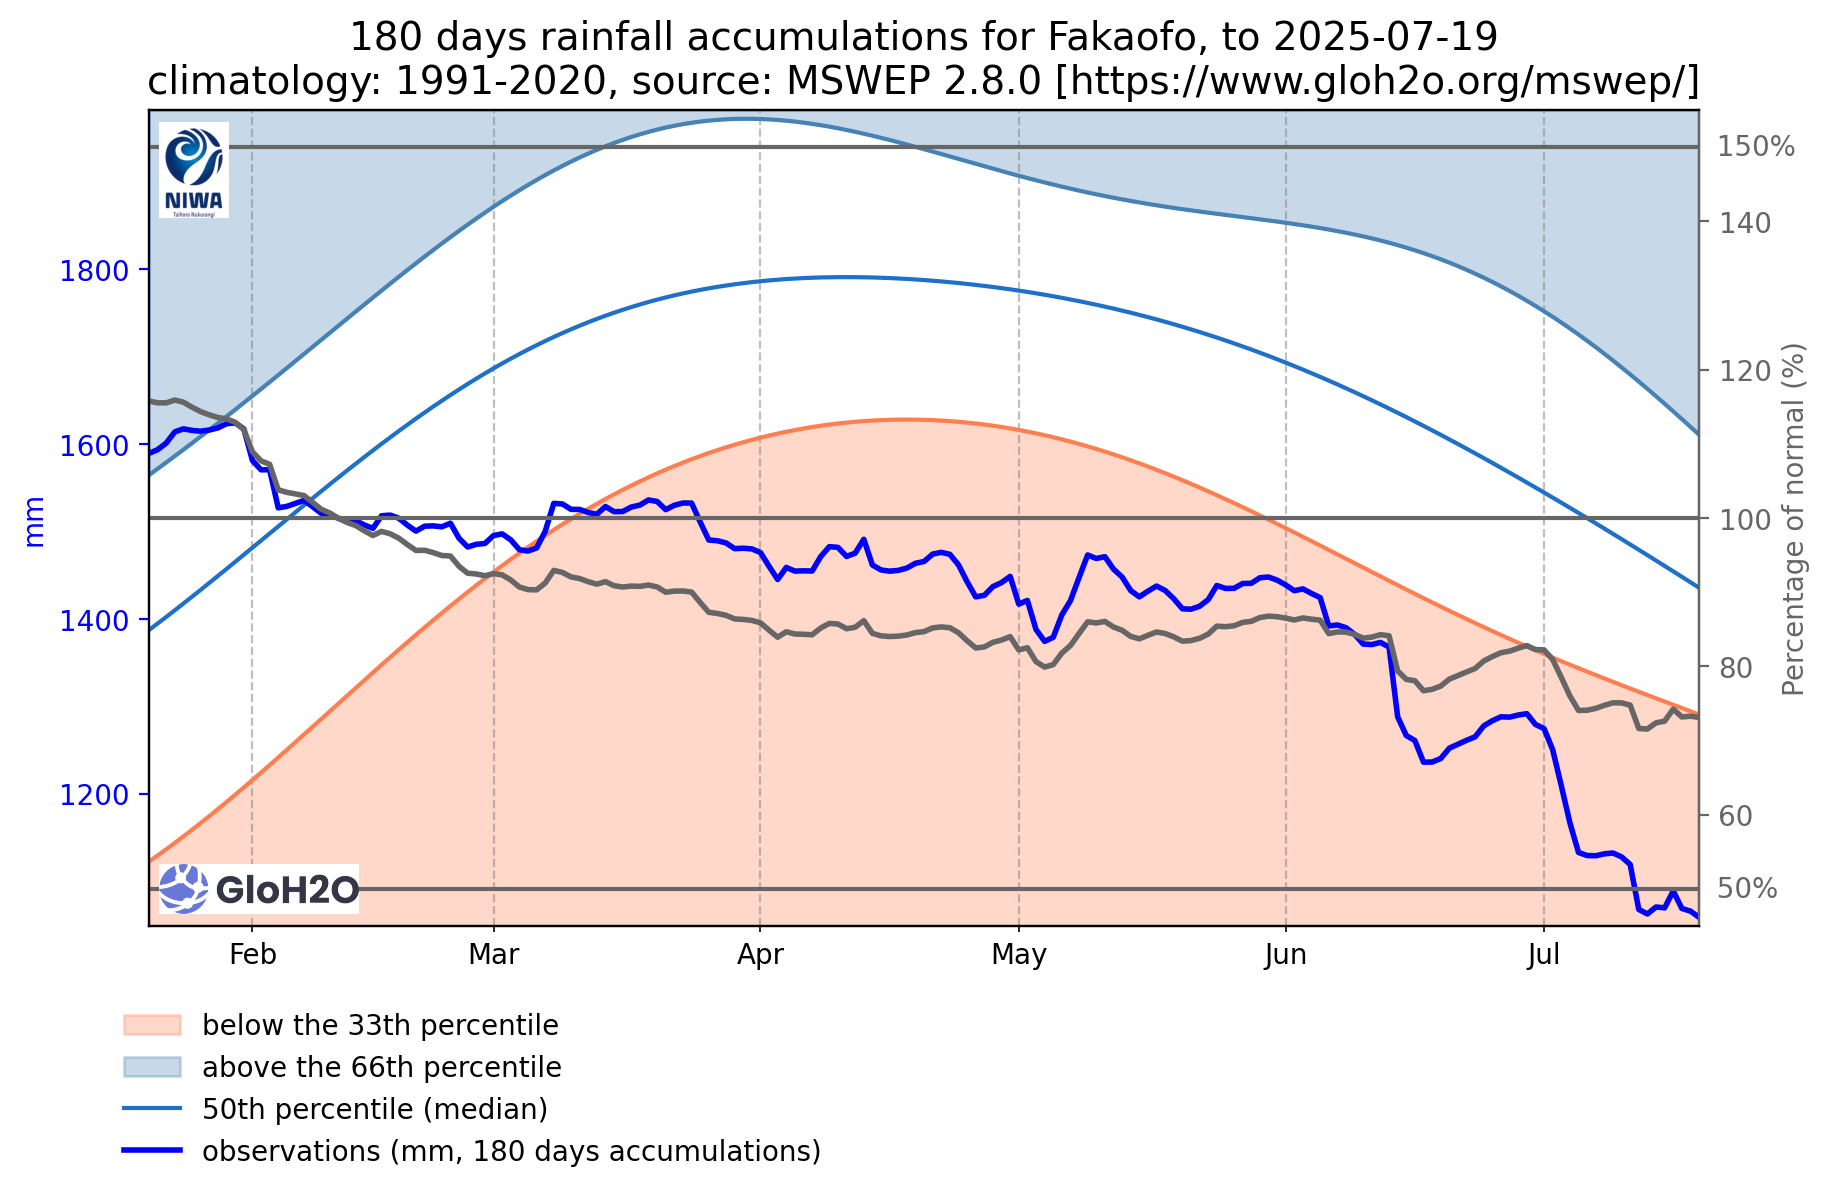 180 days rainfall accumulations for Fakaofo, to 2025-07-19
climatology: 1991-2020, source: MSWEP 2.8.0 [https://www.gloh2o.org/mswep/]
NIWA
Taihoro Nukurangi
150%
140
120
100
80
60
50%
Percentage of normal (%)
1800
1600
1400
1200
mm
GloH2O
Feb
Mar
Apr
May
Jun
Jul
below the 33th percentile
above the 66th percentile
50th percentile (median)
observations (mm, 180 days accumulations)